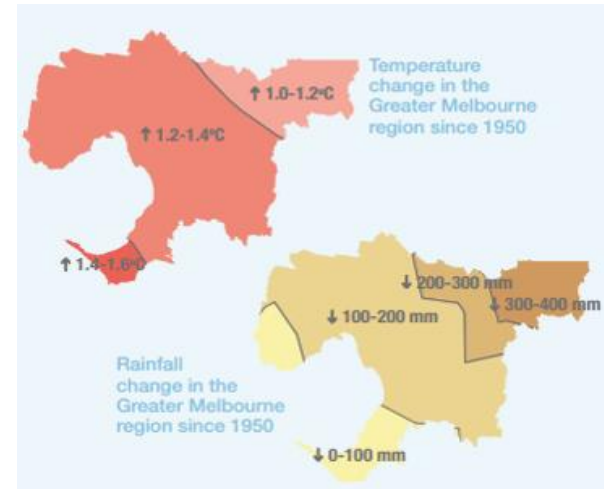 Temperature
change in the
Greater Melbourne
region since 1950
↑ 1.0-1.2ºC
↑ 1.2-1.4ºC
↑ 1.4-1.6ºC
↓ 200-300 mm
↓ 300-400 mm
↓ 100-200 mm
Rainfall
change in the
Greater Melbourne
region since 1950
↓ 0-100 mm